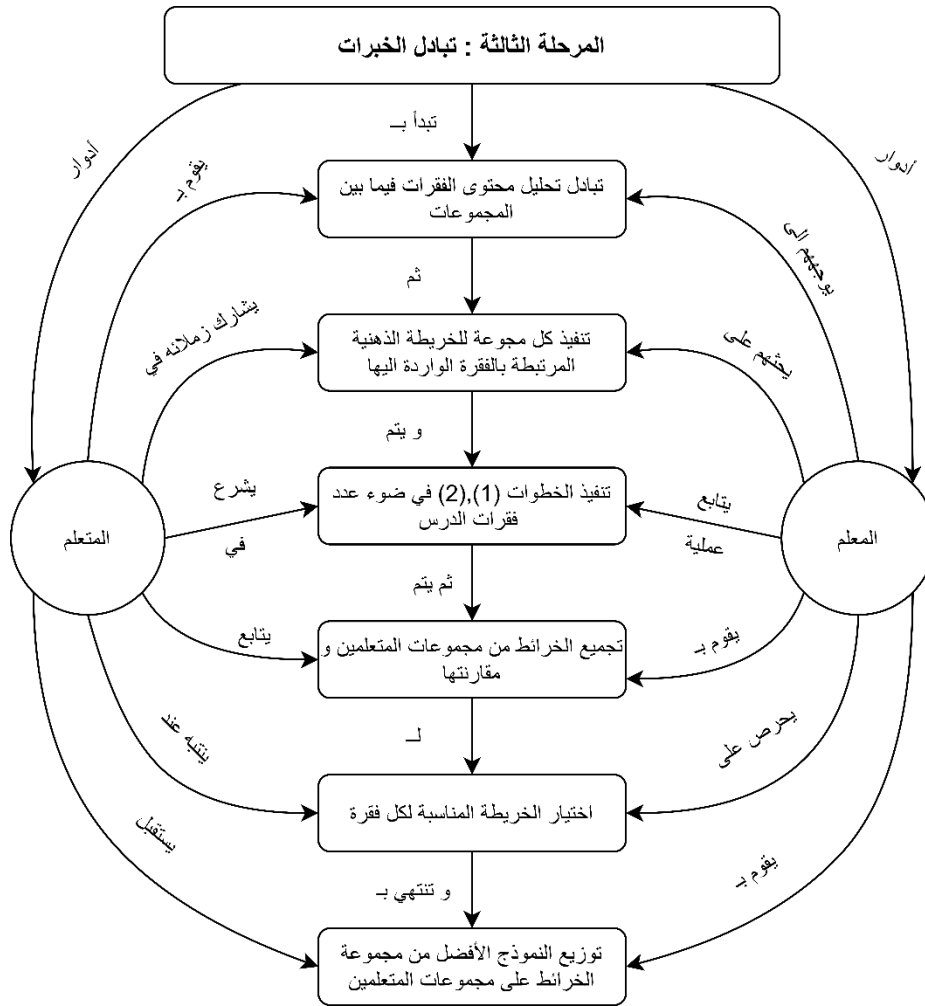 المرحلة الثالثة : تبادل الخبرات
تبدأ بــ
أدوار
أدوار
يقوم بـ
تبادل تحليل محتوى الفقرات فيما بين
المجموعات
يوجههم الى
ثم
يشارك زملائه في
تنفيذ كل مجوعة للخريطة الذهنية
المرتبطة بالفقرة الواردة اليها
يحثهم على
و يتم
يشرع
في
تنفيذ الخطوات (1),(2) في ضوء عدد
فقرات الدرس
يتابع
عملية
المتعلم
المعلم
ثم يتم
يتابع
تجميع الخرائط من مجموعات المتعلمين و
مقارنتها
يقوم بـ
لــ
ينتبه عند
اختيار الخريطة المناسبة لكل فقرة
يحرص على
و تنتهي بـ
يستقبل
توزيع النموذج الأفضل من مجموعة
الخرائط على مجموعات المتعلمين
يقوم بـ